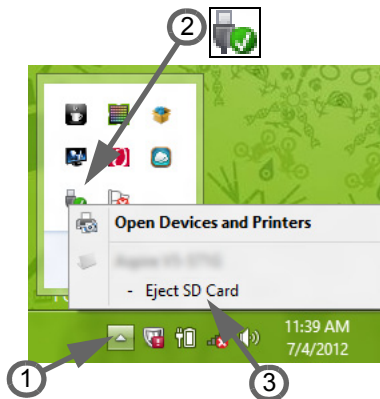 2
Open Devices and Printers
- Eject SD Card
11:39 AM
7/4/2012
1
3